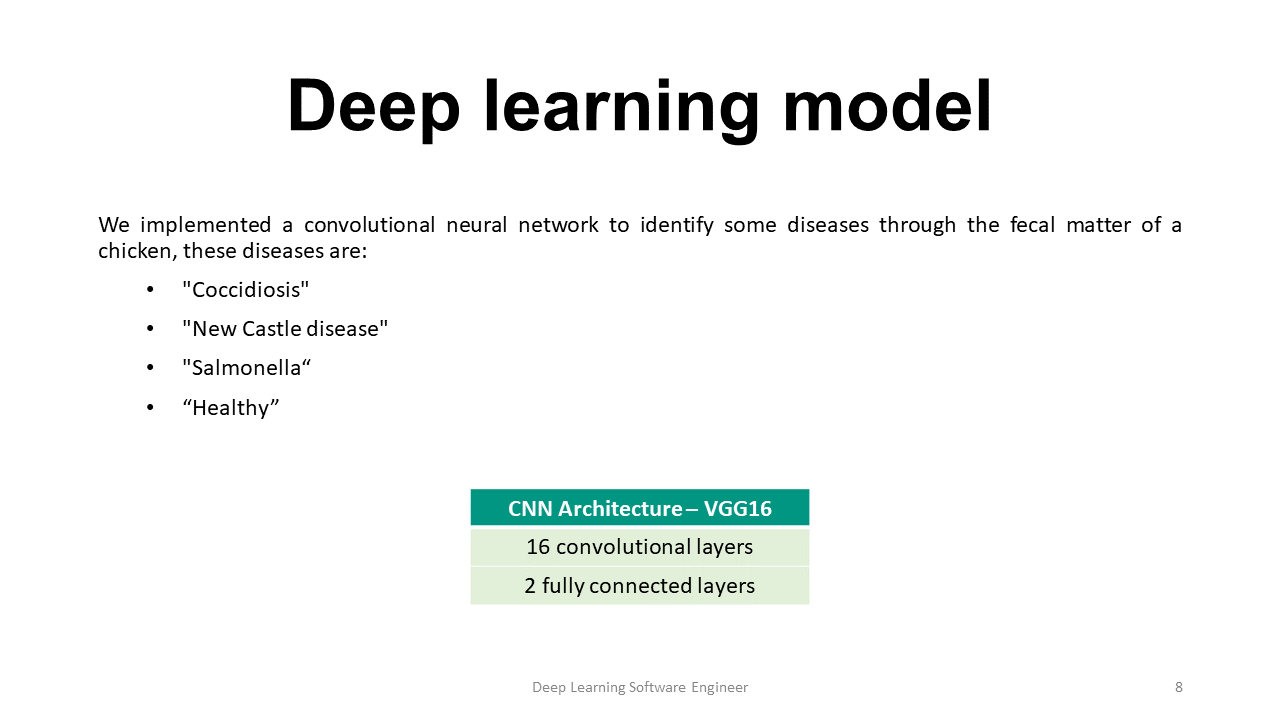 Deep learning model
We implemented a convolutional neural network to identify some diseases through the fecal matter of a
chicken, these diseases are:
• "Coccidiosis"
• "New Castle disease"
• "Salmonella“
• “Healthy”
CNN Architecture – VGG16
16 convolutional layers
2 fully connected layers
Deep Learning Software Engineer
8